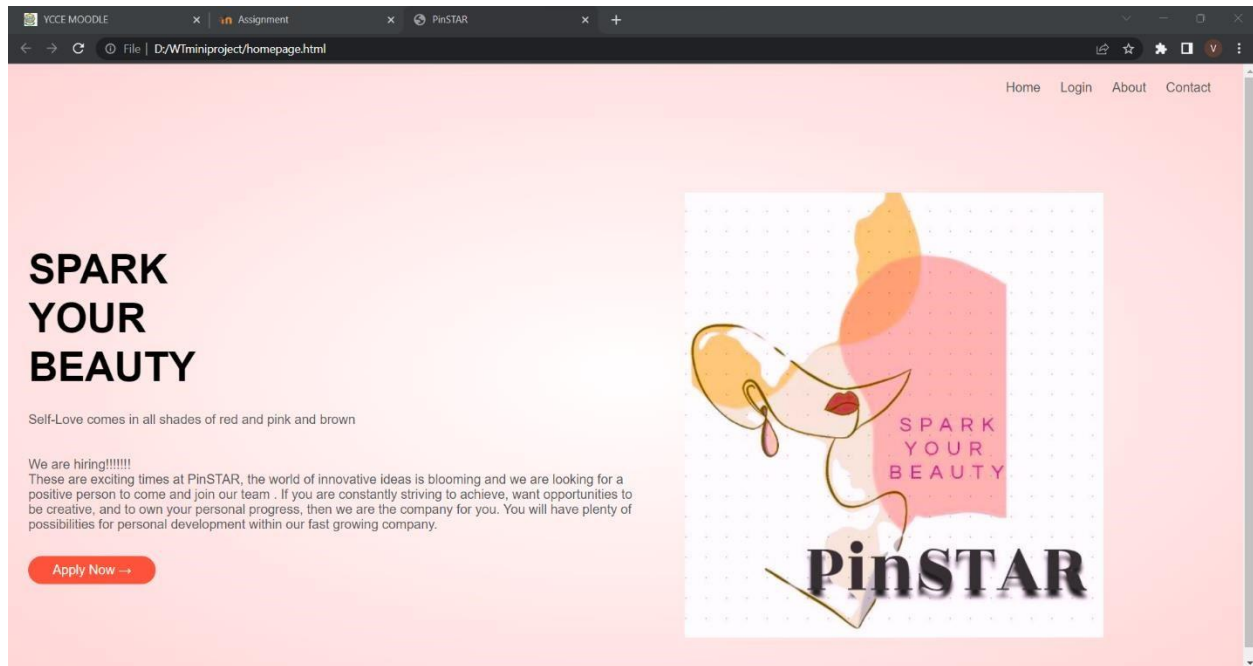 YCCE MOODLE
Assignment
PinSTAR
File | D:/WTminiproject/homepage.html
V
Home Login About Contact
SPARK
YOUR
BEAUTY
Self-Love comes in all shades of red and pink and brown
We are hiring!!!!!!!
These are exciting times at PinSTAR, the world of innovative ideas is blooming and we are looking for a
positive person to come and join our team . If you are constantly striving to achieve, want opportunities to
be creative, and to own your personal progress, then we are the company for you. You will have plenty of
possibilities for personal development within our fast growing company.
Apply Now →
SPARK
YOUR
BEAUTY
PinSTAR